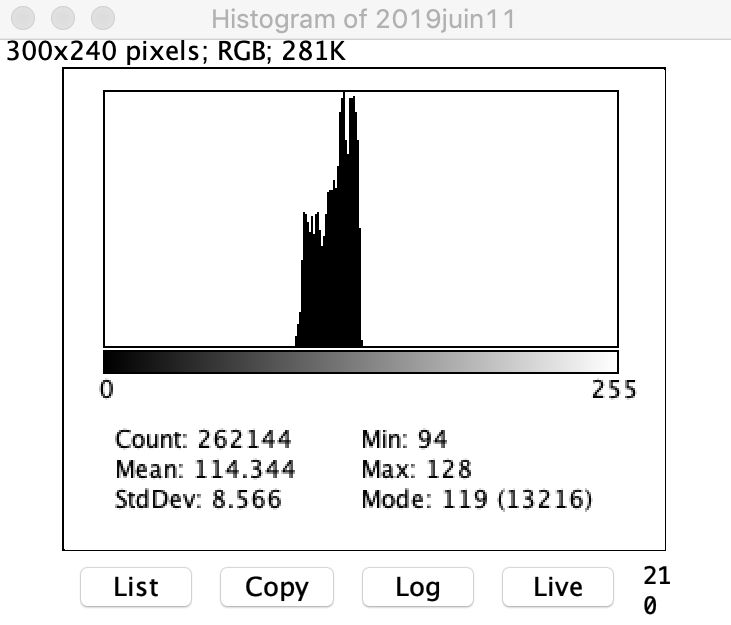 Histogram of 2019juin11
300x240 pixels; RGB; 281K
0 255
Count: 262144 Min: 94
Mean: 114.344 Max: 128
StdDev: 8.566 Mode: 119 (13216)
List Copy Log Live 21
0